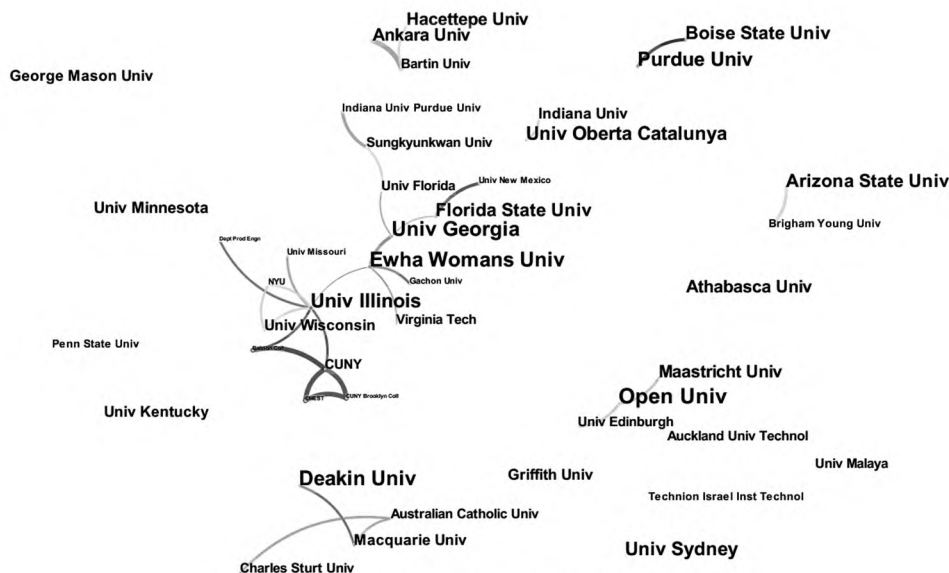 Hacettepe Univ
Ankara Univ
Boise State Univ
Purdue Univ
Bartin Univ
George Mason Univ
Indiana Univ Purdue Univ
Indiana Univ
Univ Oberta Catalunya
Sungkyunkwan Univ
Univ Florida
Univ New Mexico
Arizona State Univ
Univ Minnesota
Florida State Univ
Brigham Young Univ
Univ Georgia
Dept Prod Engn
Univ Missouri
Ewha Womans Univ
NYU
Gachon Univ
Athabasca Univ
Univ Illinois
Univ Wisconsin
Virginia Tech
Penn State Univ
CUNY
Maastricht Univ
Open Univ
CUNY Brooklyn Coll
Univ Kentucky
Univ Edinburgh
Auckland Univ Technol
Univ Malaya
Deakin Univ
Griffith Univ
Technion Israel Inst Technol
Australian Catholic Univ
Macquarie Univ
Univ Sydney
Charles Sturt Univ